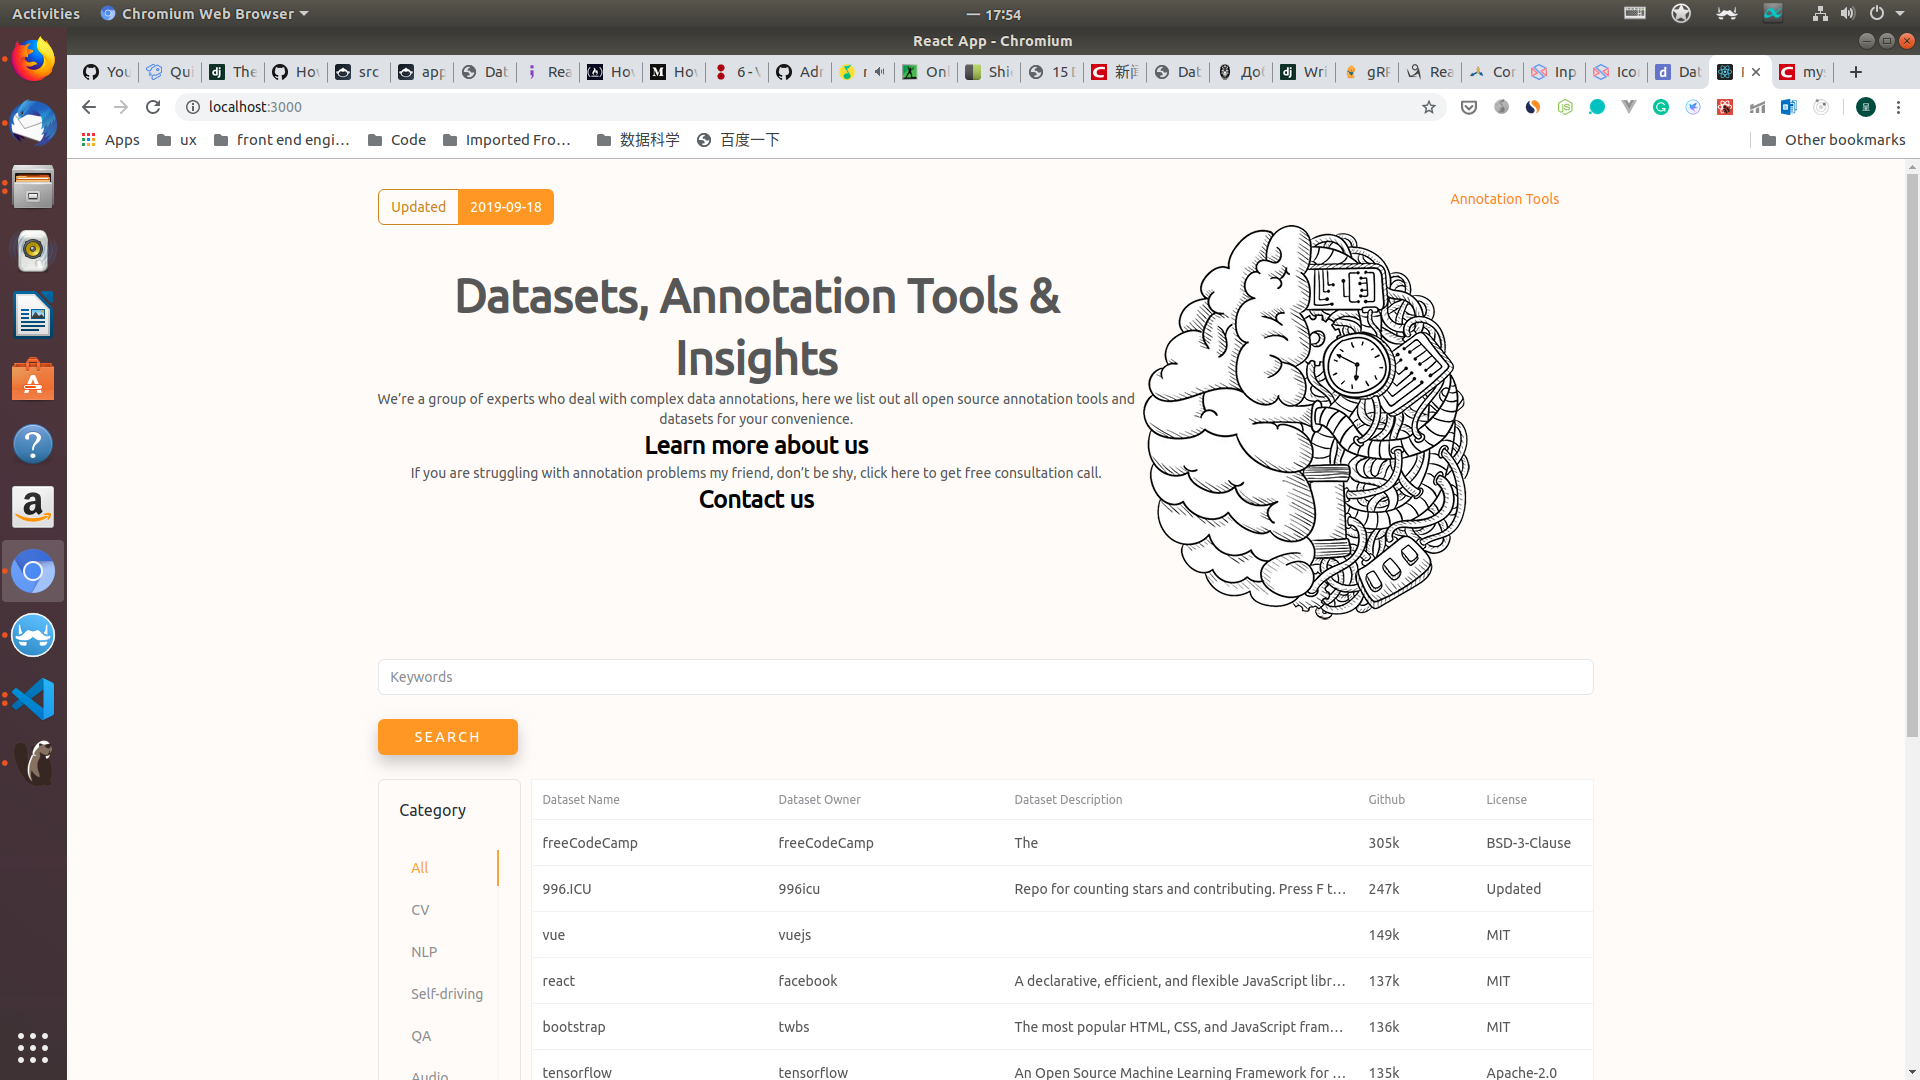 Activities
Chromium Web Browser
17:54
React App - Chromium
You
Qui
The
Hov
src
app
Dat
Rea
Hov
Hov
6 - \
Adr
Onl
Shi
15
新闻
Dat
Доб
Wri
gRF
Rea
Cor
Inp
Ico
Dat
my
localhost:3000
Apps
ux
front end engi...
Code
Imported Fro...
数据科学
百度一下
Other bookmarks
Updated
2019-09-18
Annotation Tools
Datasets, Annotation Tools &
Insights
We’re a group of experts who deal with complex data annotations, here we list out all open source annotation tools and
datasets for your convenience.
Learn more about us
If you are struggling with annotation problems my friend, don’t be shy, click here to get free consultation call.
Contact us
Keywords
SEARCH
Category
All
CV
NLP
Self-driving
QA
Audio
Dataset Name Dataset Owner Dataset Description Github License
freeCodeCamp freeCodeCamp The 305k BSD-3-Clause
996.ICU 996icu Repo for counting stars and contributing. Press F t... 247k Updated
vue vuejs 149k MIT
react facebook A declarative, efficient, and flexible JavaScript libr... 137k MIT
bootstrap twbs The most popular HTML, CSS, and JavaScript fram... 136k MIT
tensorflow tensorflow An Open Source Machine Learning Framework for ... 135k Apache-2.0